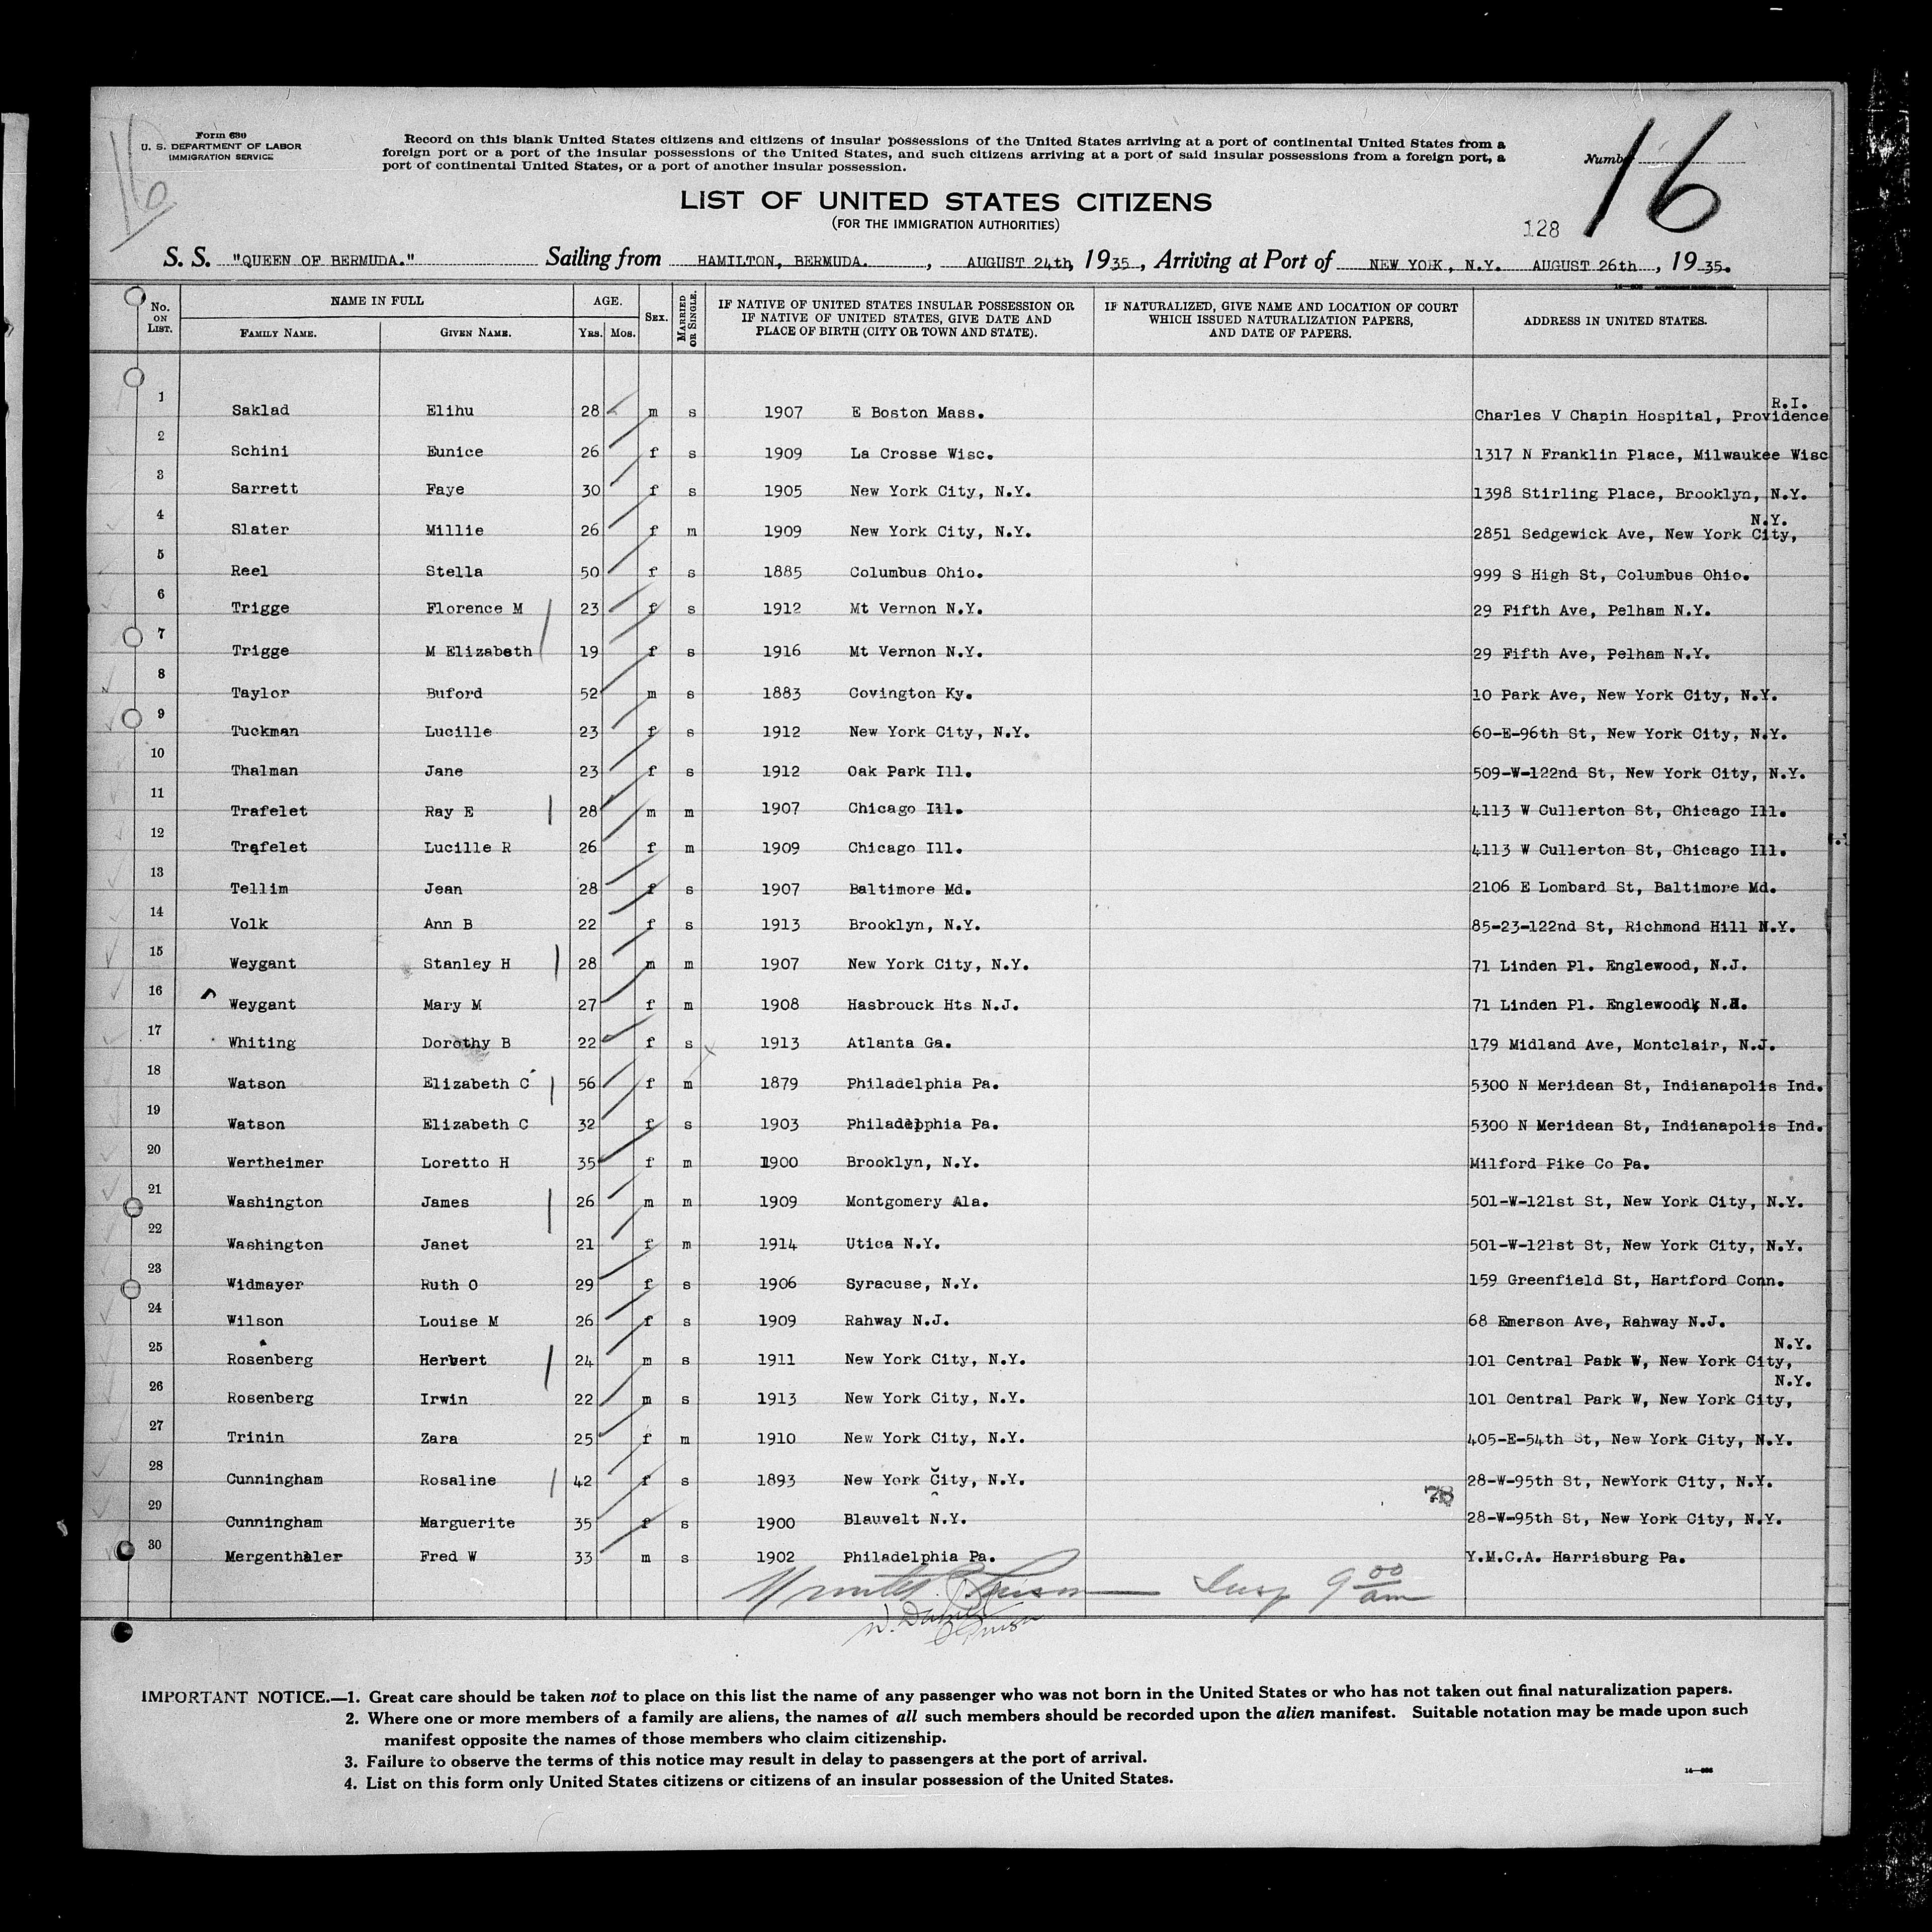 16
Form 630
U. S. DEPARTMENT OF LABOR
IMMIGRATION SERVICE
Record on this blank United States citizens and citizens of insular possessions of the United States arriving at a port of continental United States from a
foreign port or a port of the insular possessions of the United States, and such citizens arriving at a port of said insular possessions from a foreign port, a
port of continental United States, or a port of another insular possession.
Number 16
LIST OF UNITED STATES CITIZENS
(FOR THE IMMIGRATION AUTHORITIES)
128
S. S. "QUEEN OF BERMUDA." Sailing from HAMILTON, BERMUDA. , AUGUST 24th, 1935, Arriving at Port of NEW YORK, N.Y. AUGUST 26th, 1935.
No. ON LIST. NAME IN FULL FAMILY NAME. GIVEN NAME. AGE. YRS. MOS. SEX. MARRIED OR SINGLE. IF NATIVE OF UNITED STATES INSULAR POSSESSION OR IF NATIVE OF UNITED STATES, GIVE DATE AND PLACE OF BIRTH (CITY OR TOWN AND STATE). IF NATURALIZED, GIVE NAME AND LOCATION OF COURT WHICH ISSUED NATURALIZATION PAPERS, AND DATE OF PAPERS. ADDRESS IN UNITED STATES.
1 Saklad Elihu 28 m s 1907 E Boston Mass. Charles V Chapin Hospital, Providence R.I.
2 Schini Eunice 26 f s 1909 La Crosse Wisc. 1317 N Franklin Place, Milwaukee Wisc
3 Sarrett Faye 30 f s 1905 New York City, N.Y. 1398 Stirling Place, Brooklyn, N.Y.
4 Slater Millie 26 f m 1909 New York City, N.Y. 2851 Sedgewick Ave, New York City, N.Y.
5 Reel Stella 50 f s 1885 Columbus Ohio. 999 S High St, Columbus Ohio.
6 Trigge Florence M 23 f s 1912 Mt Vernon N.Y. 29 Fifth Ave, Pelham N.Y.
7 Trigge M Elizabeth 19 f s 1916 Mt Vernon N.Y. 29 Fifth Ave, Pelham N.Y.
8 Taylor Buford 52 m s 1883 Covington Ky. 10 Park Ave, New York City, N.Y.
9 Tuckman Lucille 23 f s 1912 New York City, N.Y. 60-E-96th St, New York City, N.Y.
10 Thalman Jane 23 f s 1912 Oak Park Ill. 509-W-122nd St, New York City, N.Y.
11 Trafelet Ray E 28 m m 1907 Chicago Ill. 4113 W Cullerton St, Chicago Ill.
12 Trafelet Lucille R 26 f m 1909 Chicago Ill. 4113 W Cullerton St, Chicago Ill.
13 Tellim Jean 28 f s 1907 Baltimore Md. 2106 E Lombard St, Baltimore Md.
14 Volk Ann B 22 f s 1913 Brooklyn, N.Y. 85-23-122nd St, Richmond Hill N.Y.
15 Weygant Stanley H 28 m m 1907 New York City, N.Y. 71 Linden Pl. Englewood, N.J.
16 Weygant Mary M 27 f m 1908 Hasbrouck Hts N.J. 71 Linden Pl. Englewood, N.J.
17 Whiting Dorothy B 22 f s 1913 Atlanta Ga. 179 Midland Ave, Montclair, N.J.
18 Watson Elizabeth C 56 f m 1879 Philadelphia Pa. 5300 N Meridean St, Indianapolis Ind.
19 Watson Elizabeth C 32 f s 1903 Philadelphia Pa. 5300 N Meridean St, Indianapolis Ind.
20 Wertheimer Loretto H 35 f m 1900 Brooklyn, N.Y. Milford Pike Co Pa.
21 Washington James 26 m m 1909 Montgomery Ala. 501-W-121st St, New York City, N.Y.
22 Washington Janet 21 f m 1914 Utica N.Y. 501-W-121st St, New York City, N.Y.
23 Widmayer Ruth O 29 f s 1906 Syracuse, N.Y. 159 Greenfield St, Hartford Conn.
24 Wilson Louise M 26 f s 1909 Rahway N.J. 68 Emerson Ave, Rahway N.J.
25 Rosenberg Herbert 24 m s 1911 New York City, N.Y. 101 Central Park W, New York City, N.Y.
26 Rosenberg Irwin 22 m s 1913 New York City, N.Y. 101 Central Park W, New York City, N.Y.
27 Trinin Zara 25 f m 1910 New York City, N.Y. 405-E-54th St, New York City, N.Y.
28 Cunningham Rosaline 42 f s 1893 New York City, N.Y. 28-W-95th St, NewYork City, N.Y.
29 Cunningham Marguerite 35 f s 1900 Blauvelt N.Y. 28-W-95th St, New York City, N.Y.
30 Mergenthaler Fred W 33 m s 1902 Philadelphia Pa. Y.M.C.A. Harrisburg Pa.
78
9 00 am
IMPORTANT NOTICE.—1. Great care should be taken not to place on this list the name of any passenger who was not born in the United States or who has not taken out final naturalization papers.
2. Where one or more members of a family are aliens, the names of all such members should be recorded upon the alien manifest. Suitable notation may be made upon such
manifest opposite the names of those members who claim citizenship.
3. Failure to observe the terms of this notice may result in delay to passengers at the port of arrival.
4. List on this form only United States citizens or citizens of an insular possession of the United States.